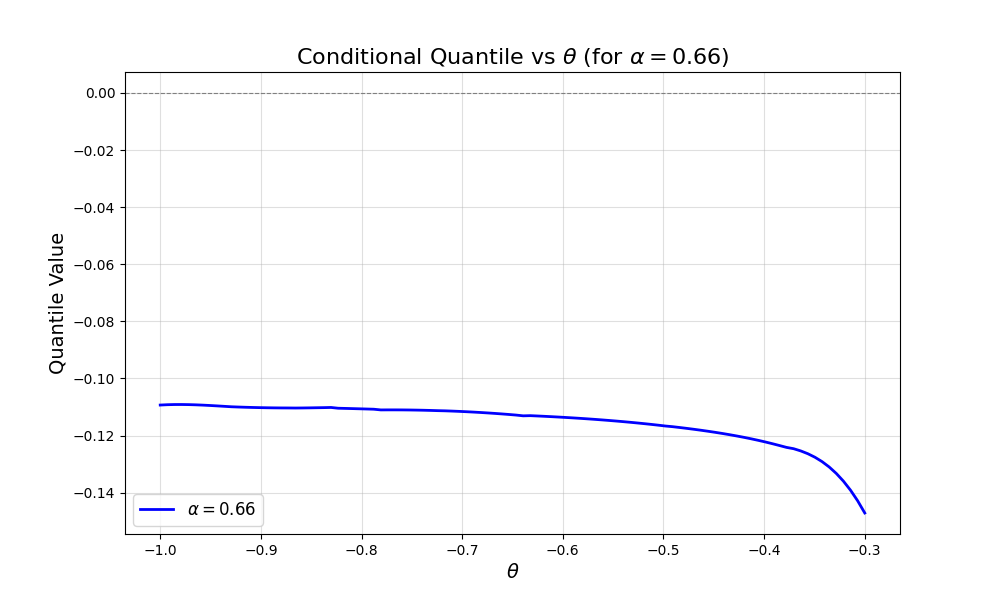 Conditional Quantile vs θ (for α = 0.66)
Quantile Value
0.00
−0.02
−0.04
−0.06
−0.08
−0.10
−0.12
−0.14
α = 0.66
−1.0 −0.9 −0.8 −0.7 −0.6 −0.5 −0.4 −0.3
θ